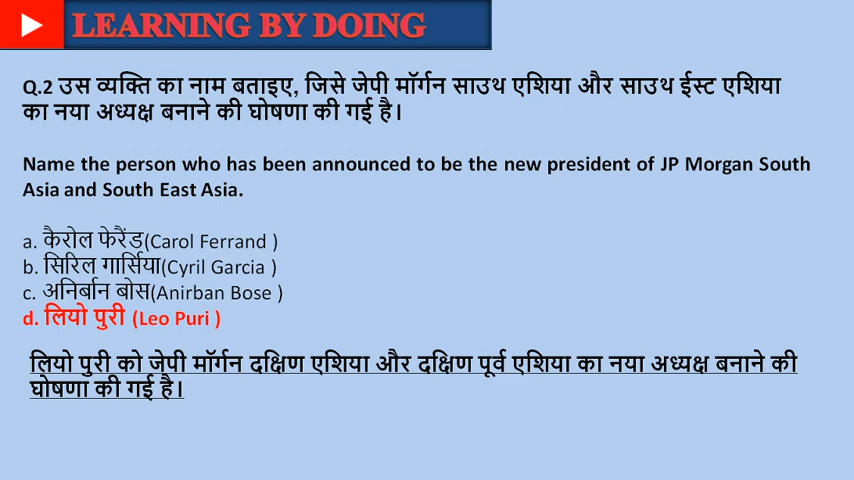 LEARNING BY DOING
Q.2 उस व्यक्ति का नाम बताइए, जिसे जेपी मॉर्गन साउथ एशिया और साउथ ईस्ट एशिया
का नया अध्यक्ष बनाने की घोषणा की गई है।
Name the person who has been announced to be the new president of JP Morgan South
Asia and South East Asia.
a. कैरोल फेरैंड(Carol Ferrand )
b. सिरिल गार्सिया(Cyril Garcia )
c. अनिर्बान बोस(Anirban Bose )
d. लियो पुरी (Leo Puri )
लियो पुरी को जेपी मॉर्गन दक्षिण एशिया और दक्षिण पूर्व एशिया का नया अध्यक्ष बनाने की
घोषणा की गई है।